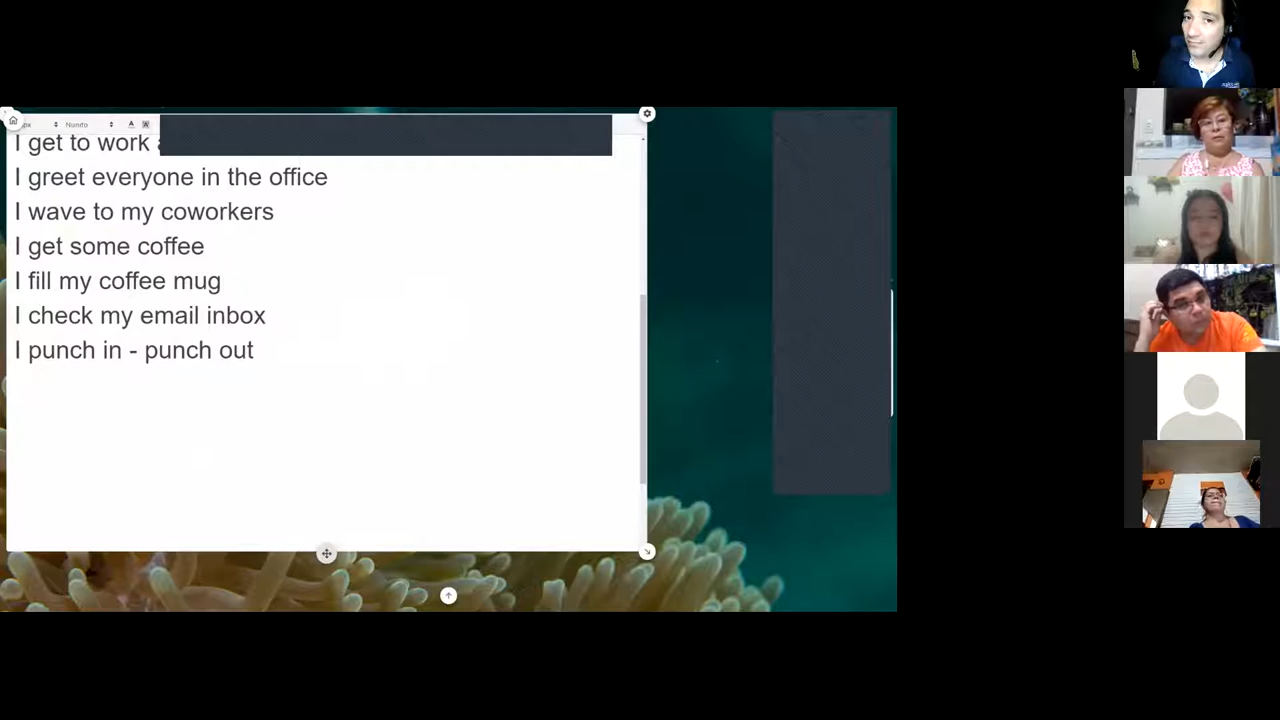 Nunito
I get to work
I greet everyone in the office
I wave to my coworkers
I get some coffee
I fill my coffee mug
I check my email inbox
I punch in - punch out